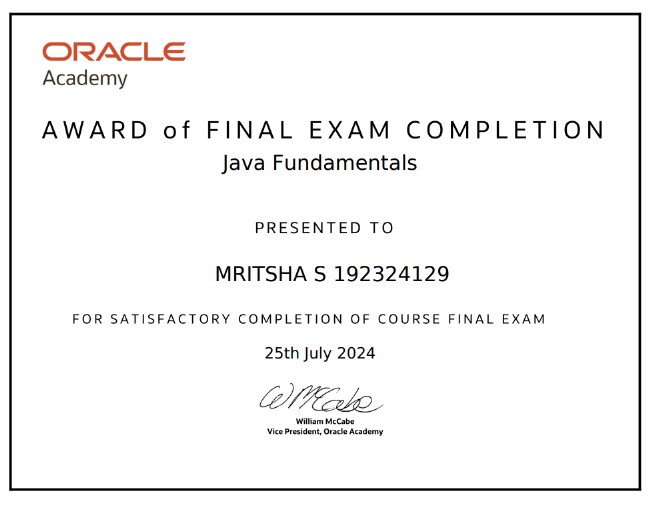 ORACLE
Academy
AWARD of FINAL EXAM COMPLETION
Java Fundamentals
PRESENTED TO
MRITSHA S 192324129
FOR SATISFACTORY COMPLETION OF COURSE FINAL EXAM
25th July 2024
W McCabe
William McCabe
Vice President, Oracle Academy